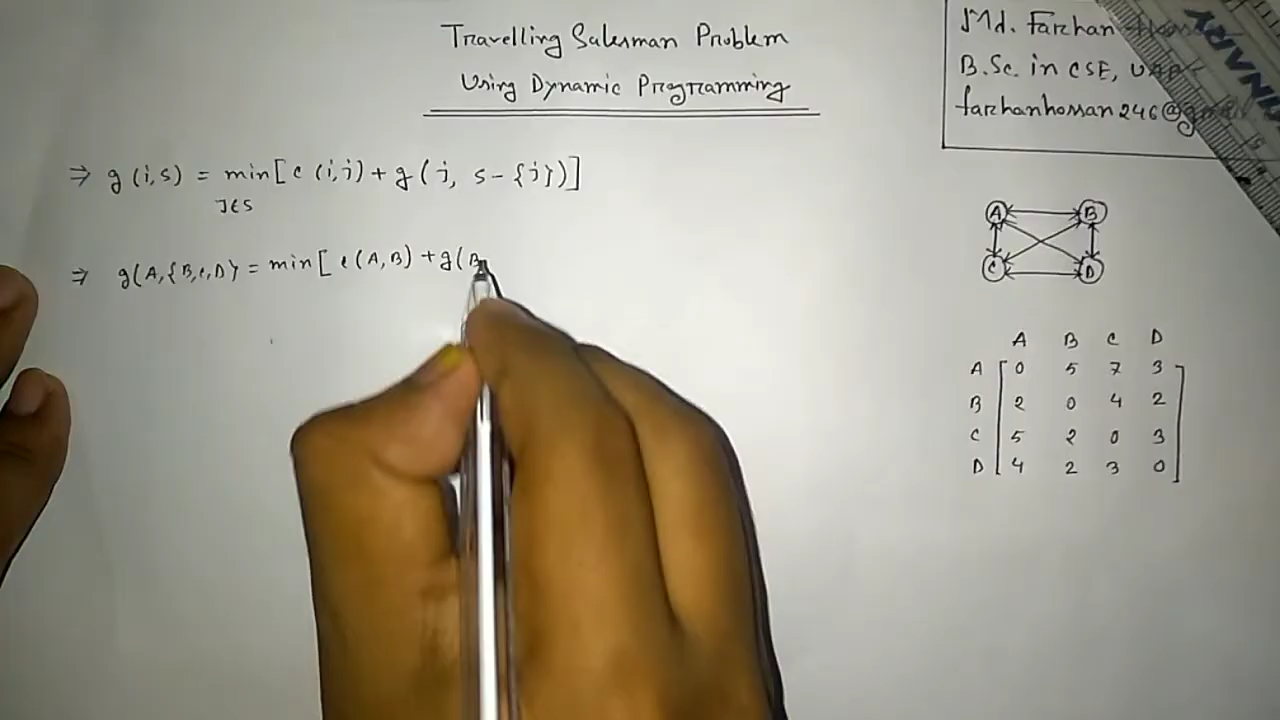 Travelling Salesman Problem
Using Dynamic Programming
Md. Farhan
B.Sc. in CSE,
farhanhossan246@
⇒ g(i,s) = min[c(i,j)+g(j, s-{j})]
J∈S
⇒ g(A,{B,c,D} = min[c(A,B)+g(B
A B
C D
A B C D
A 0 5 7 3
B 2 0 4 2
C 5 2 0 3
D 4 2 3 0